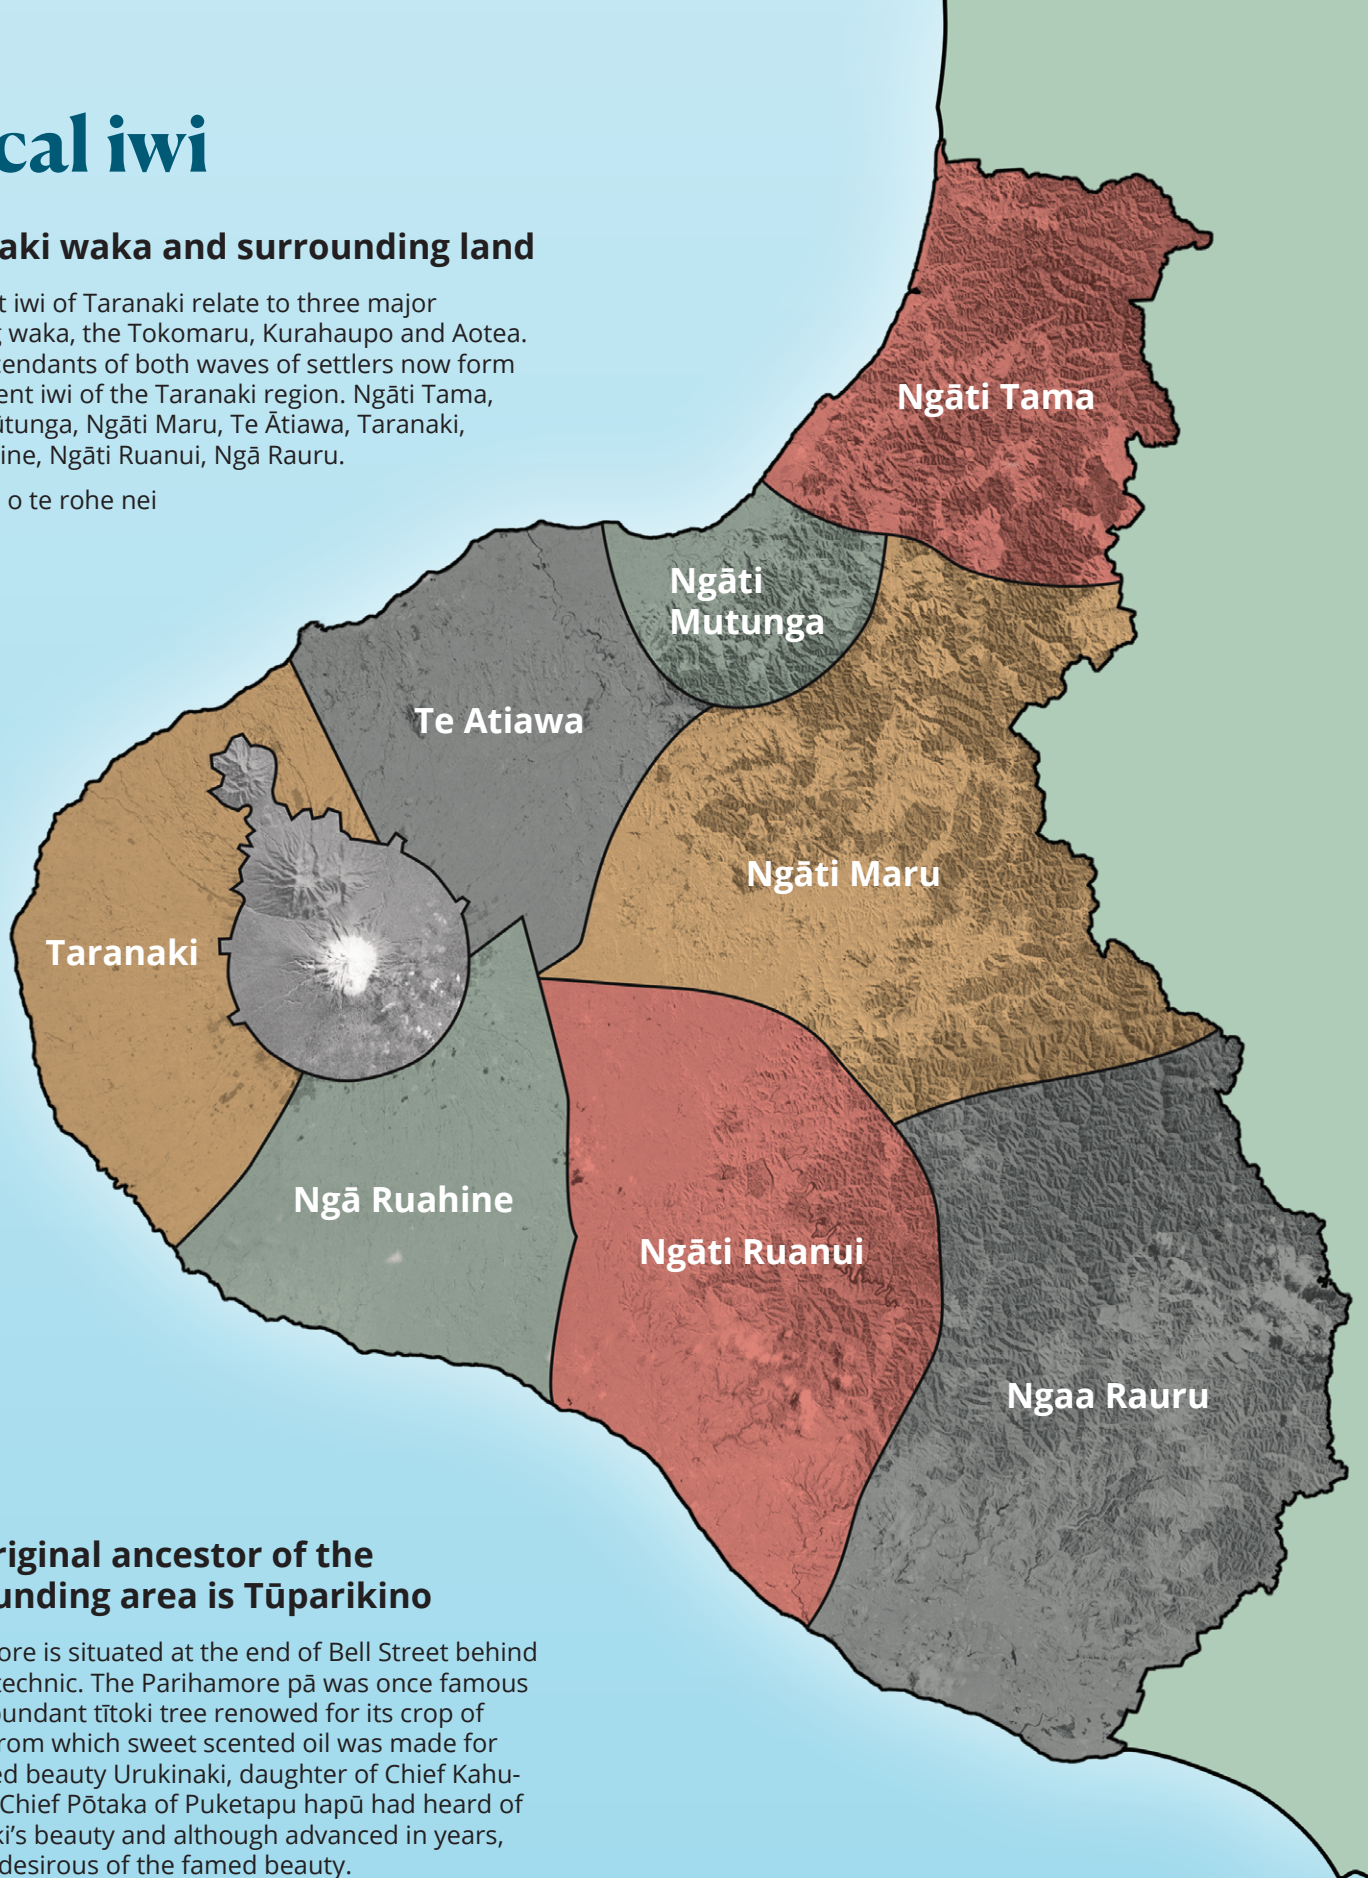 cal iwi
aki waka and surrounding land
t iwi of Taranaki relate to three major
g waka, the Tokomaru, Kurahaupo and Aotea.
cendants of both waves of settlers now form
ent iwi of the Taranaki region. Ngāti Tama,
ūtunga, Ngāti Maru, Te Ātiawa, Taranaki,
ine, Ngāti Ruanui, Ngā Rauru.
o te rohe nei
Ngāti Tama
Ngāti
Mutunga
Te Atiawa
Ngāti Maru
Taranaki
Ngā Ruahine
Ngāti Ruanui
Ngaa Rauru
riginal ancestor of the
unding area is Tūparikino
ore is situated at the end of Bell Street behind
technic. The Parihamore pā was once famous
bundant tītoki tree renowed for its crop of
from which sweet scented oil was made for
ed beauty Urukinaki, daughter of Chief Kahu-
Chief Pōtaka of Puketapu hapū had heard of
ki's beauty and although advanced in years,
desirous of the famed beauty.